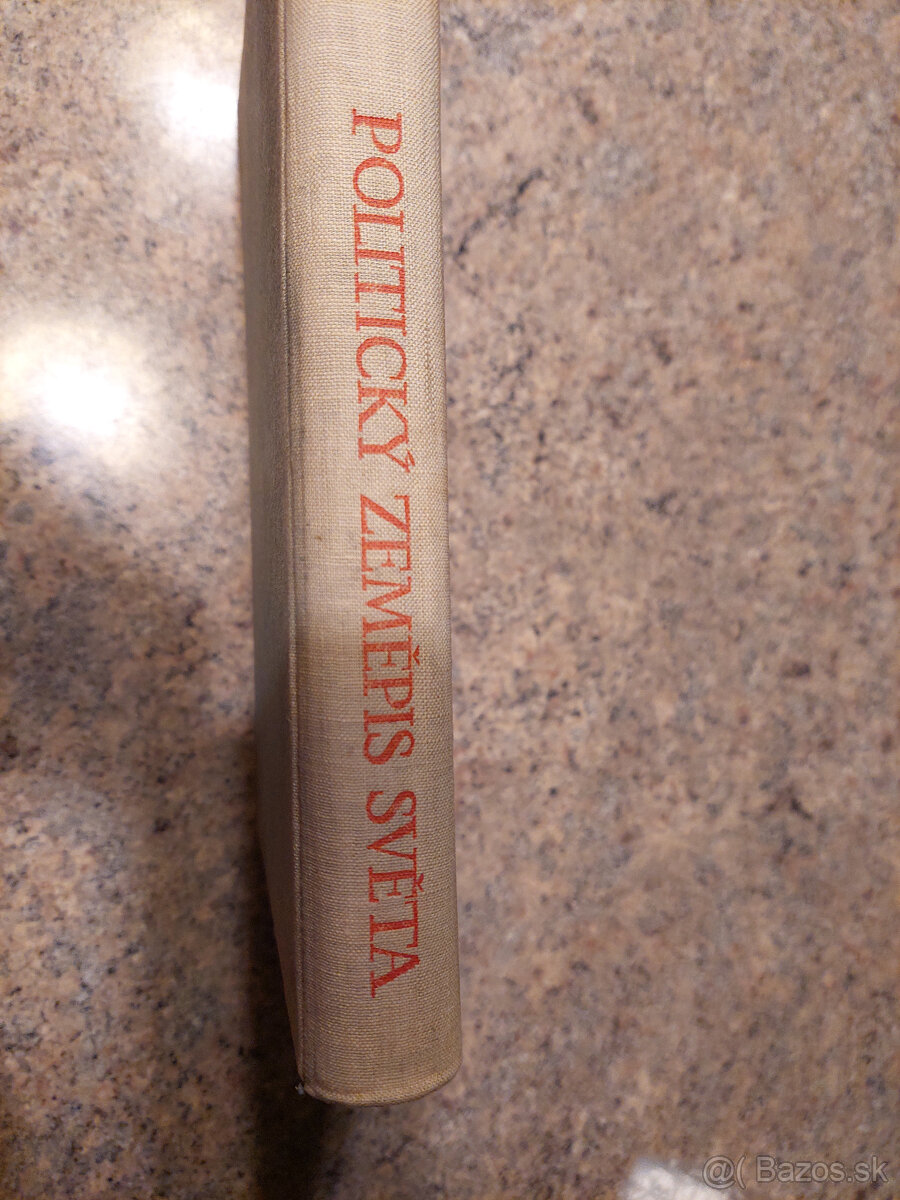 POLITICKÝ ZEMĚPIS SVĚTA
@( Bazos.sk